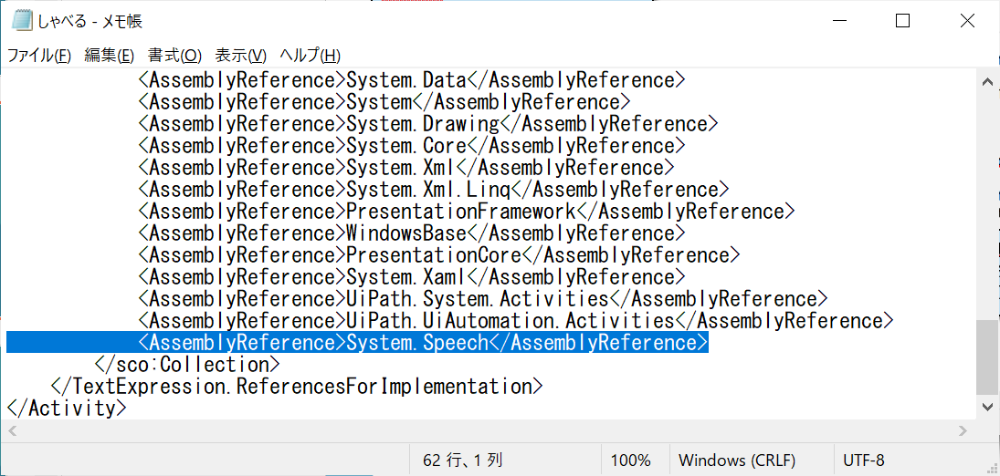 しゃべる - メモ帳
ファイル(F) 編集(E) 書式(O) 表示(V) ヘルプ(H)
<AssemblyReference>System.Data</AssemblyReference>
<AssemblyReference>System</AssemblyReference>
<AssemblyReference>System.Drawing</AssemblyReference>
<AssemblyReference>System.Core</AssemblyReference>
<AssemblyReference>System.Xml</AssemblyReference>
<AssemblyReference>System.Xml.Linq</AssemblyReference>
<AssemblyReference>PresentationFramework</AssemblyReference>
<AssemblyReference>WindowsBase</AssemblyReference>
<AssemblyReference>PresentationCore</AssemblyReference>
<AssemblyReference>System.Xaml</AssemblyReference>
<AssemblyReference>UiPath.System.Activities</AssemblyReference>
<AssemblyReference>UiPath.UiAutomation.Activities</AssemblyReference>
<AssemblyReference>System.Speech</AssemblyReference>
</sco:Collection>
</TextExpression.ReferencesForImplementation>
</Activity>
62 行、1 列 100% Windows (CRLF) UTF-8